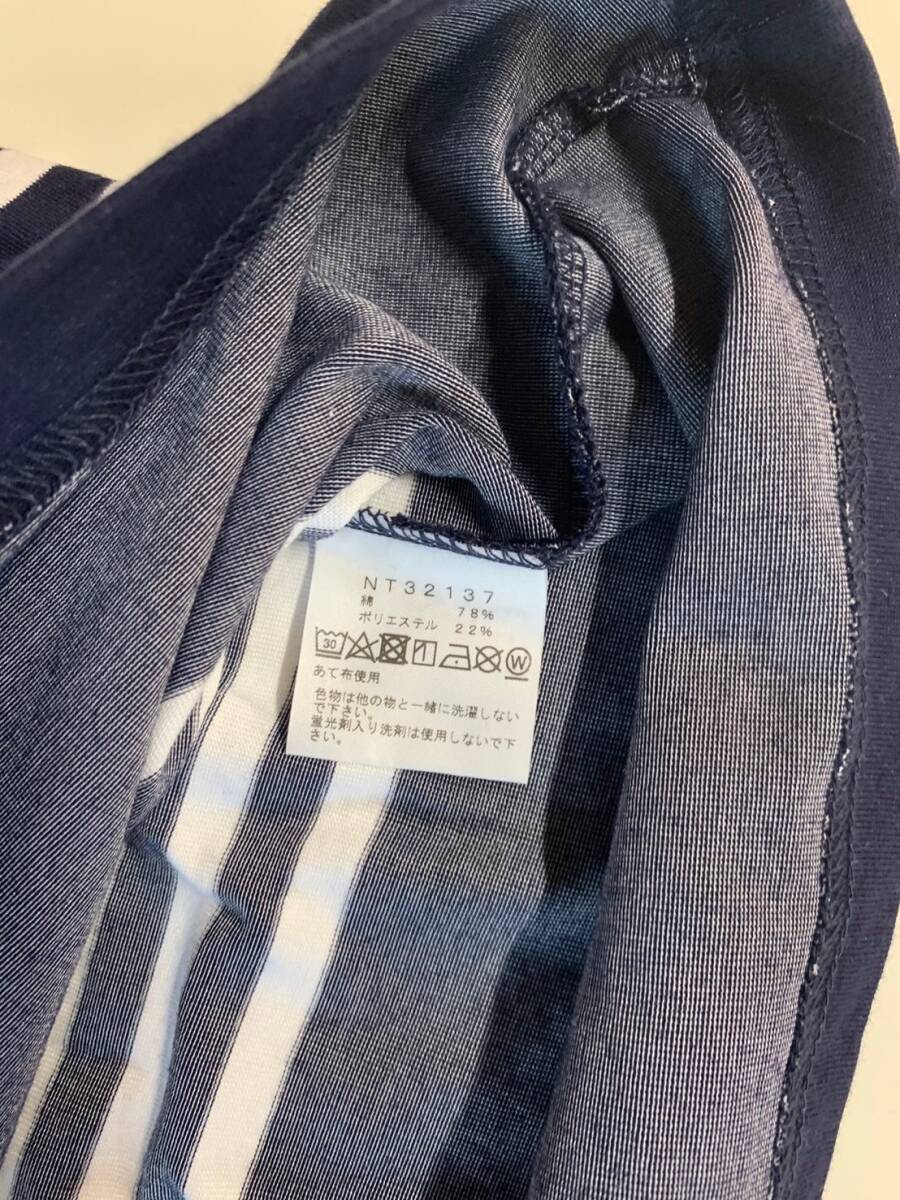 NT32137
綿 78%
ポリエステル 22%
30 W
あて布使用
色物は他の物と一緒に洗濯しない
で下さい。
蛍光剤入り洗剤は使用しないで下
さい。